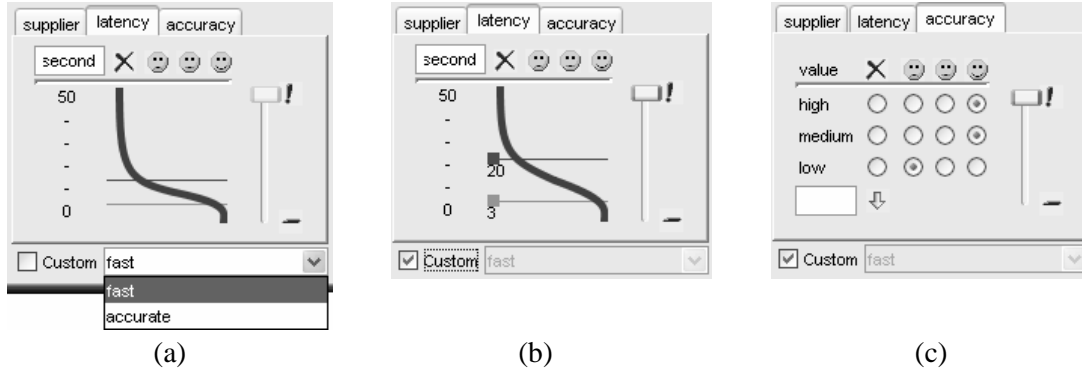 supplier latency accuracy
second
50
-
-
-
-
0
Custom fast
fast
accurate
(a)
supplier latency accuracy
second
50
-
-
-
-
0
20
3
Custom fast
(b)
supplier latency accuracy
value
high
medium
low
!
Custom fast
(c)